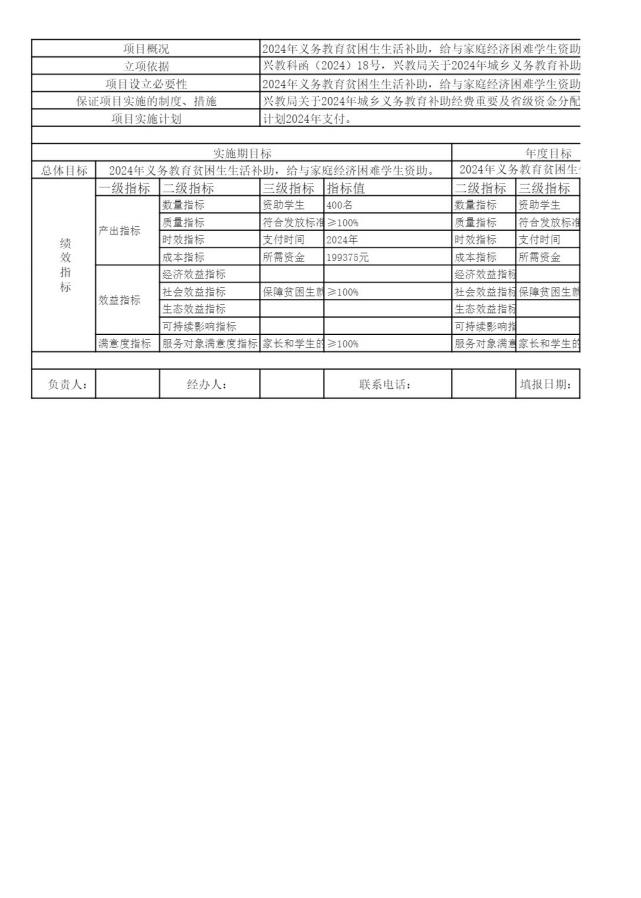 项目概况 2024年义务教育贫困生生活补助，给与家庭经济困难学生资助
立项依据 兴教科函（2024）18号，兴教局关于2024年城乡义务教育补助
项目设立必要性 2024年义务教育贫困生生活补助，给与家庭经济困难学生资助
保证项目实施的制度、措施 兴教局关于2024年城乡义务教育补助经费重要及省级资金分配
项目实施计划 计划2024年支付。
实施期目标 年度目标
总体目标 2024年义务教育贫困生生活补助，给与家庭经济困难学生资助。 2024年义务教育贫困生
绩效指标 一级指标 二级指标 三级指标 指标值 二级指标 三级指标
产出指标 数量指标 资助学生 400名 数量指标 资助学生
质量指标 符合发放标准 ≥100% 质量指标 符合发放标准
时效指标 支付时间 2024年 时效指标 支付时间
成本指标 所需资金 199375元 成本指标 所需资金
效益指标 经济效益指标 经济效益指标
社会效益指标 保障贫困生 ≥100% 社会效益指标 保障贫困生
生态效益指标 生态效益指标
可持续影响指标 可持续影响
满意度指标 服务对象满意度指标 家长和学生的 ≥100% 服务对象满意 家长和学生的
负责人： 经办人： 联系电话： 填报日期：